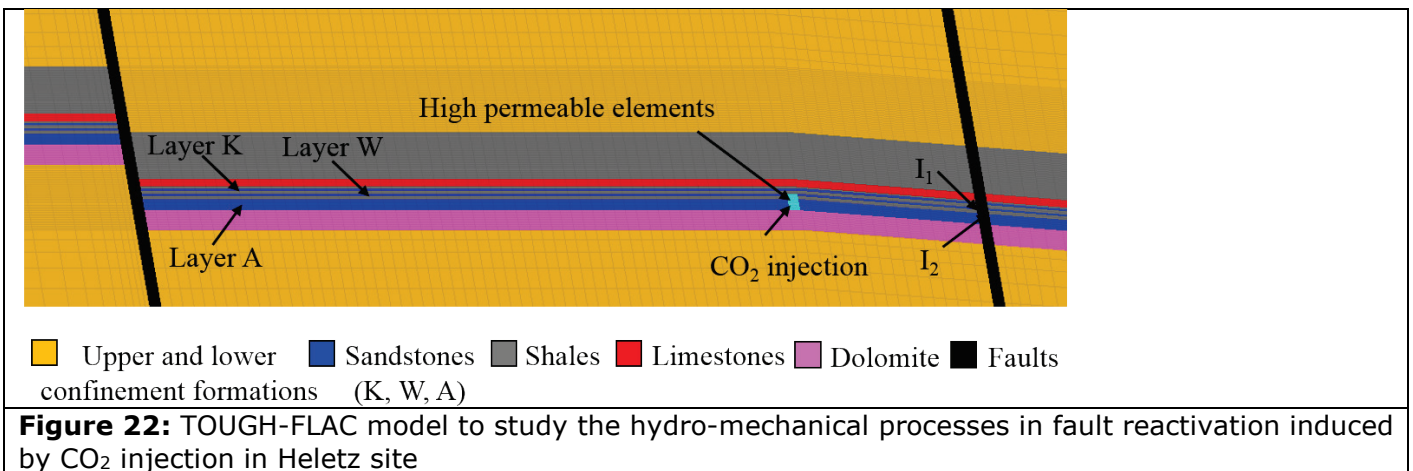 High permeable elements
Layer K
Layer W
I₁
Layer A
CO₂ injection
I₂
Upper and lower confinement formations
Sandstones (K, W, A)
Shales
Limestones
Dolomite
Faults
Figure 22: TOUGH-FLAC model to study the hydro-mechanical processes in fault reactivation induced
by CO₂ injection in Heletz site